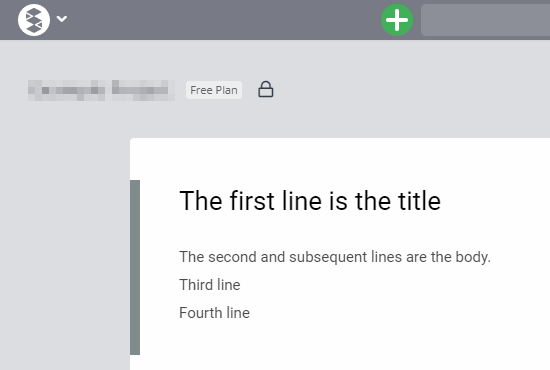 Free Plan
The first line is the title
The second and subsequent lines are the body.
Third line
Fourth line